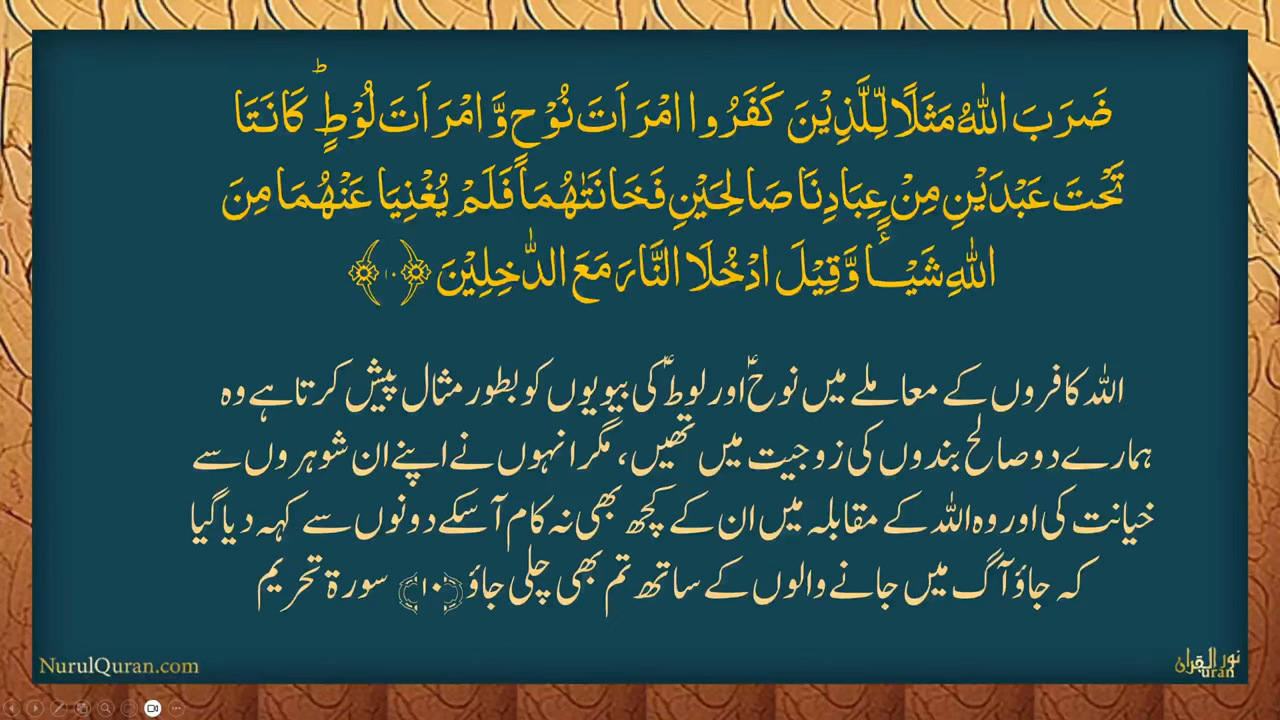 ضَرَبَ اللّٰهُ مَثَلًا لِّلَّذِيْنَ كَفَرُوا امْرَاَتَ نُوْحٍ وَّ امْرَاَتَ لُوْطٍ ؕ كَانَتَا
تَحْتَ عَبْدَيْنِ مِنْ عِبَادِنَا صَالِحَيْنِ فَخَانَتٰهُمَا فَلَمْ يُغْنِيَا عَنْهُمَا مِنَ
اللّٰهِ شَيْـًٔا وَّ قِيْلَ ادْخُلَا النَّارَ مَعَ الدّٰخِلِيْنَ ﴿۱۰﴾
اللہ کافروں کے معاملے میں نوحؑ اور لوطؑ کی بیویوں کو بطور مثال پیش کرتا ہے وہ
ہمارے دو صالح بندوں کی زوجیت میں تھیں، مگر انہوں نے اپنے ان شوہروں سے
خیانت کی اور وہ اللہ کے مقابلہ میں ان کے کچھ بھی نہ کام آ سکے دونوں سے کہہ دیا گیا
کہ جاؤ آگ میں جانے والوں کے ساتھ تم بھی چلی جاؤ ﴿۱۰﴾ سورۃ تحریم
NurulQuran.com
نور القران
uran